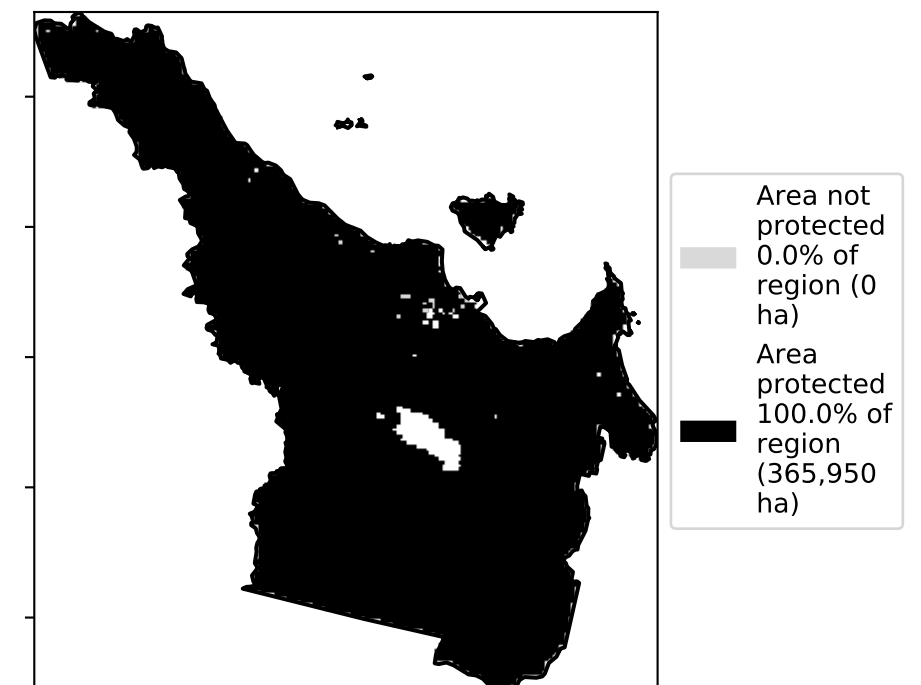 Area not
protected
0.0% of
region (0
ha)
Area
protected
100.0% of
region
(365,950
ha)